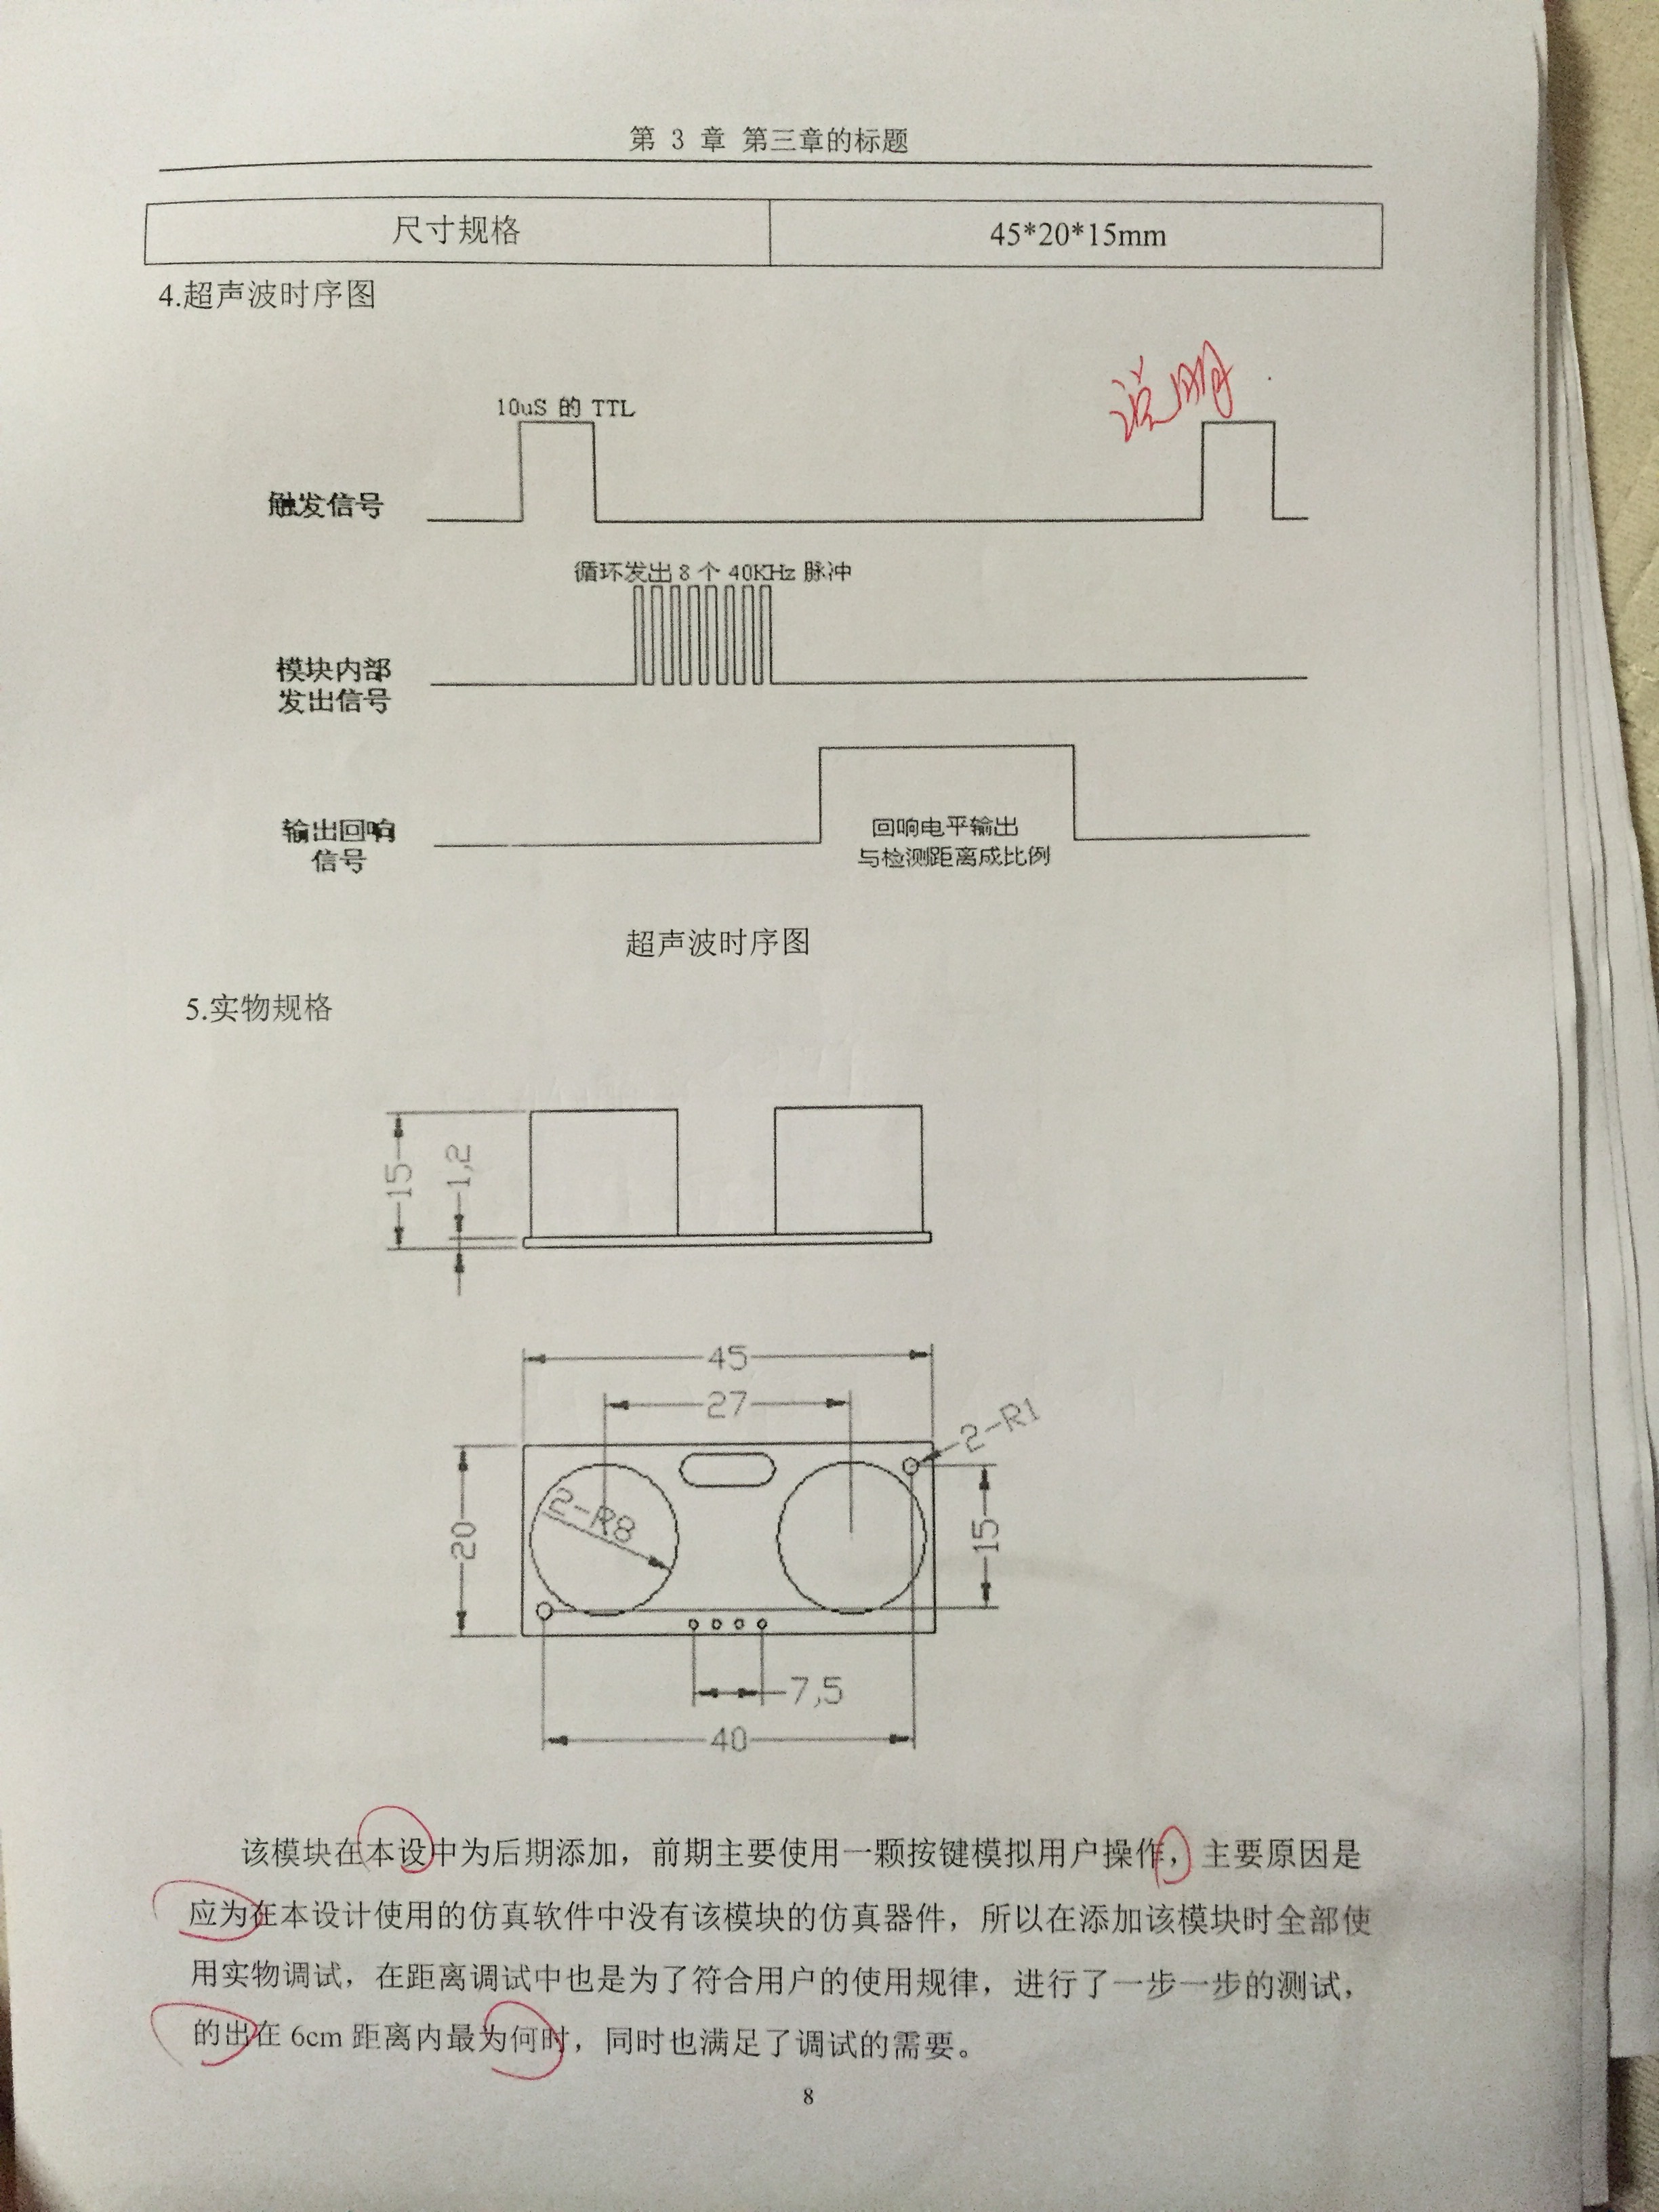 第 3 章 第三章的标题
尺寸规格 45*20*15mm
4.超声波时序图
说明
10uS 的 TTL
触发信号
循环发出 8 个 40KHz 脉冲
模块内部
发出信号
输出回响
信号
回响电平输出
与检测距离成比例
超声波时序图
5.实物规格
15
1,2
45
27
2-R1
2-R8
20
15
7,5
40
该模块在本设中为后期添加，前期主要使用一颗按键模拟用户操作，主要原因是
应为在本设计使用的仿真软件中没有该模块的仿真器件，所以在添加该模块时全部使
用实物调试，在距离调试中也是为了符合用户的使用规律，进行了一步一步的测试，
的出在 6cm 距离内最为何时，同时也满足了调试的需要。
8